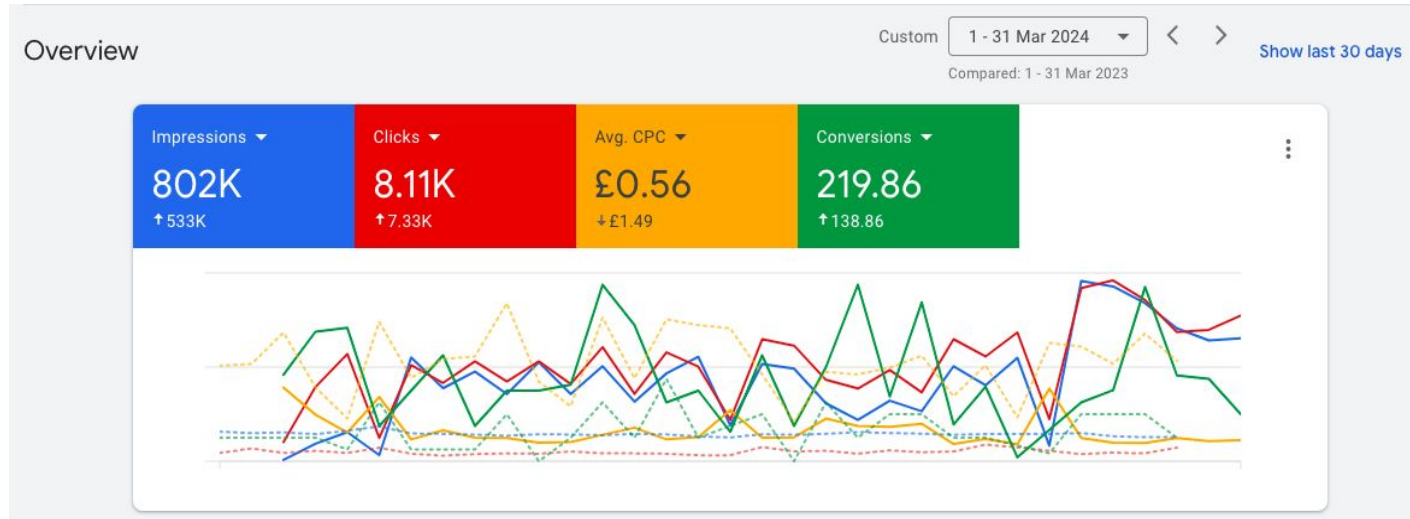 Overview
Custom
1 - 31 Mar 2024
Show last 30 days
Compared: 1 - 31 Mar 2023
Impressions
802K
↑533K
Clicks
8.11K
↑7.33K
Avg. CPC
£0.56
↓£1.49
Conversions
219.86
↑138.86